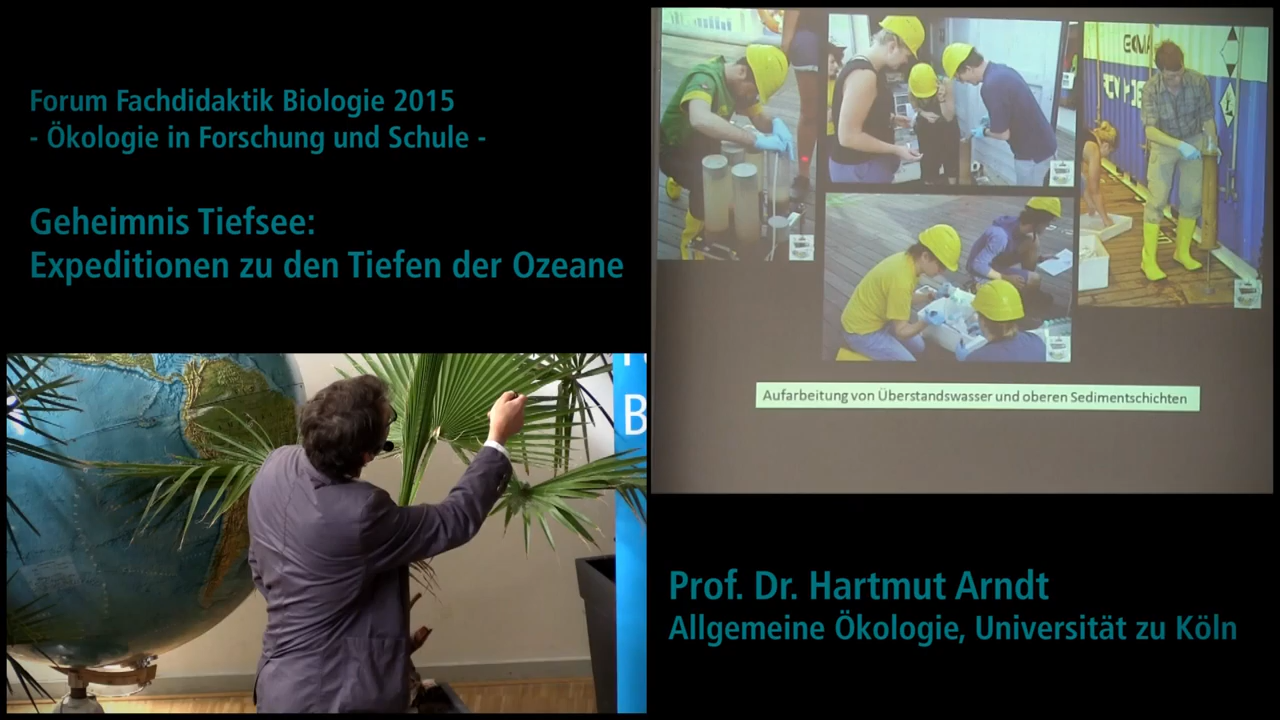 Forum Fachdidaktik Biologie 2015
- Ökologie in Forschung und Schule -
Geheimnis Tiefsee:
Expeditionen zu den Tiefen der Ozeane
Aufarbeitung von Überstandswasser und oberen Sedimentschichten
B
Prof. Dr. Hartmut Arndt
Allgemeine Ökologie, Universität zu Köln